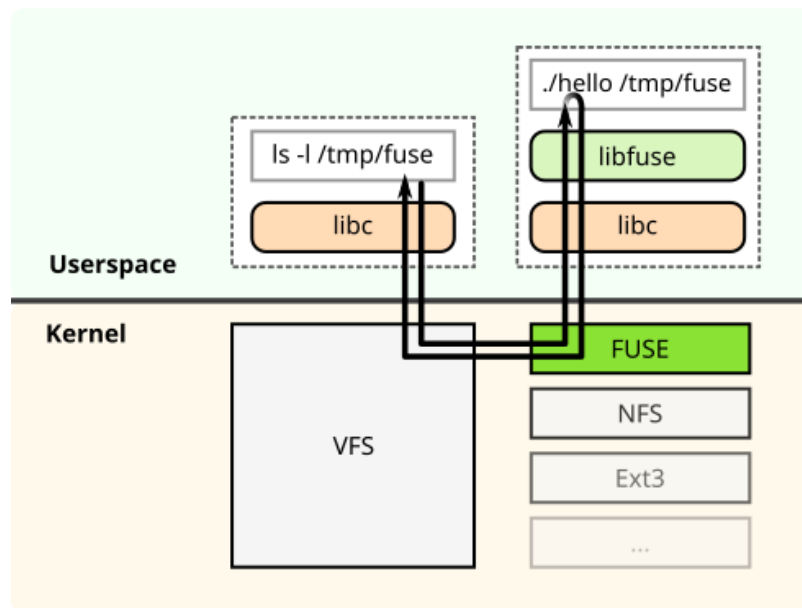 ./hello /tmp/fuse
ls -l /tmp/fuse
libfuse
libc
libc
Userspace
Kernel
FUSE
NFS
VFS
Ext3
...